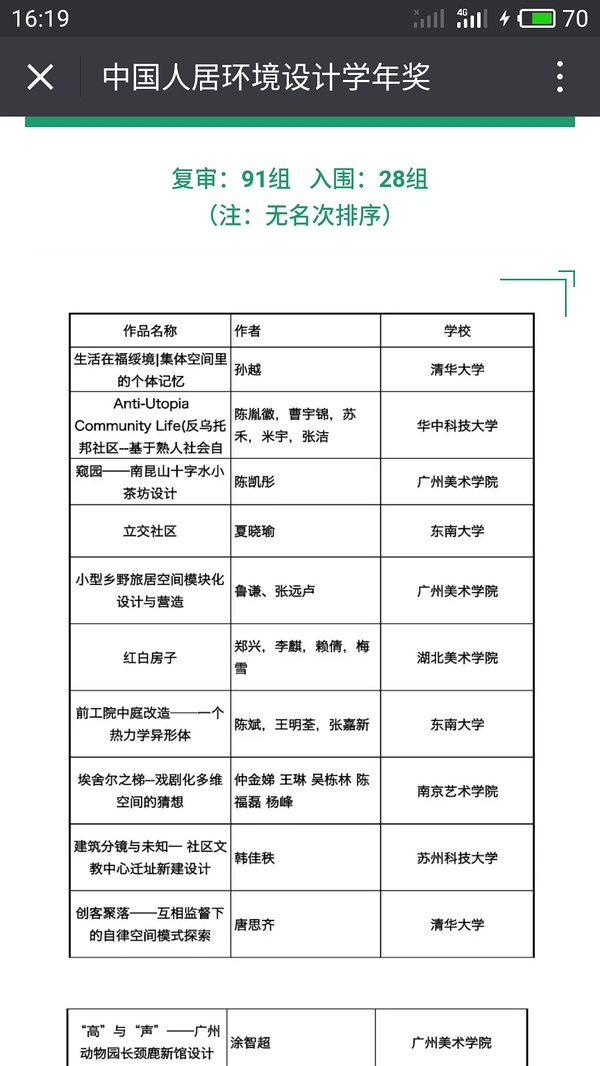 16:19
4G
70
中国人居环境设计学年奖
复审：91组 入围：28组
（注：无名次排序）
作品名称 作者 学校
生活在福绥境|集体空间里
的个体记忆
孙越
清华大学
Anti-Utopia
Community Life(反乌托
邦社区--基于熟人社会自
陈胤徽，曹宇锦，苏
禾，米宇，张洁
华中科技大学
窥园——南昆山十字水小
茶坊设计
陈凯彤
广州美术学院
立交社区
夏晓瑜
东南大学
小型乡野旅居空间模块化
设计与营造
鲁谦、张远卢
广州美术学院
红白房子
郑兴，李麒，赖倩，梅
雪
湖北美术学院
前工院中庭改造——一个
热力学异形体
陈斌，王明荃，张嘉新
东南大学
埃舍尔之梯--戏剧化多维
空间的猜想
仲金娣 王琳 吴栋林 陈
福磊 杨峰
南京艺术学院
建筑分镜与未知— 社区文
教中心迁址新建设计
韩佳秩
苏州科技大学
创客聚落——互相监督下
的自律空间模式探索
唐思齐
清华大学
“高”与“声”——广州
动物园长颈鹿新馆设计
涂智超
广州美术学院